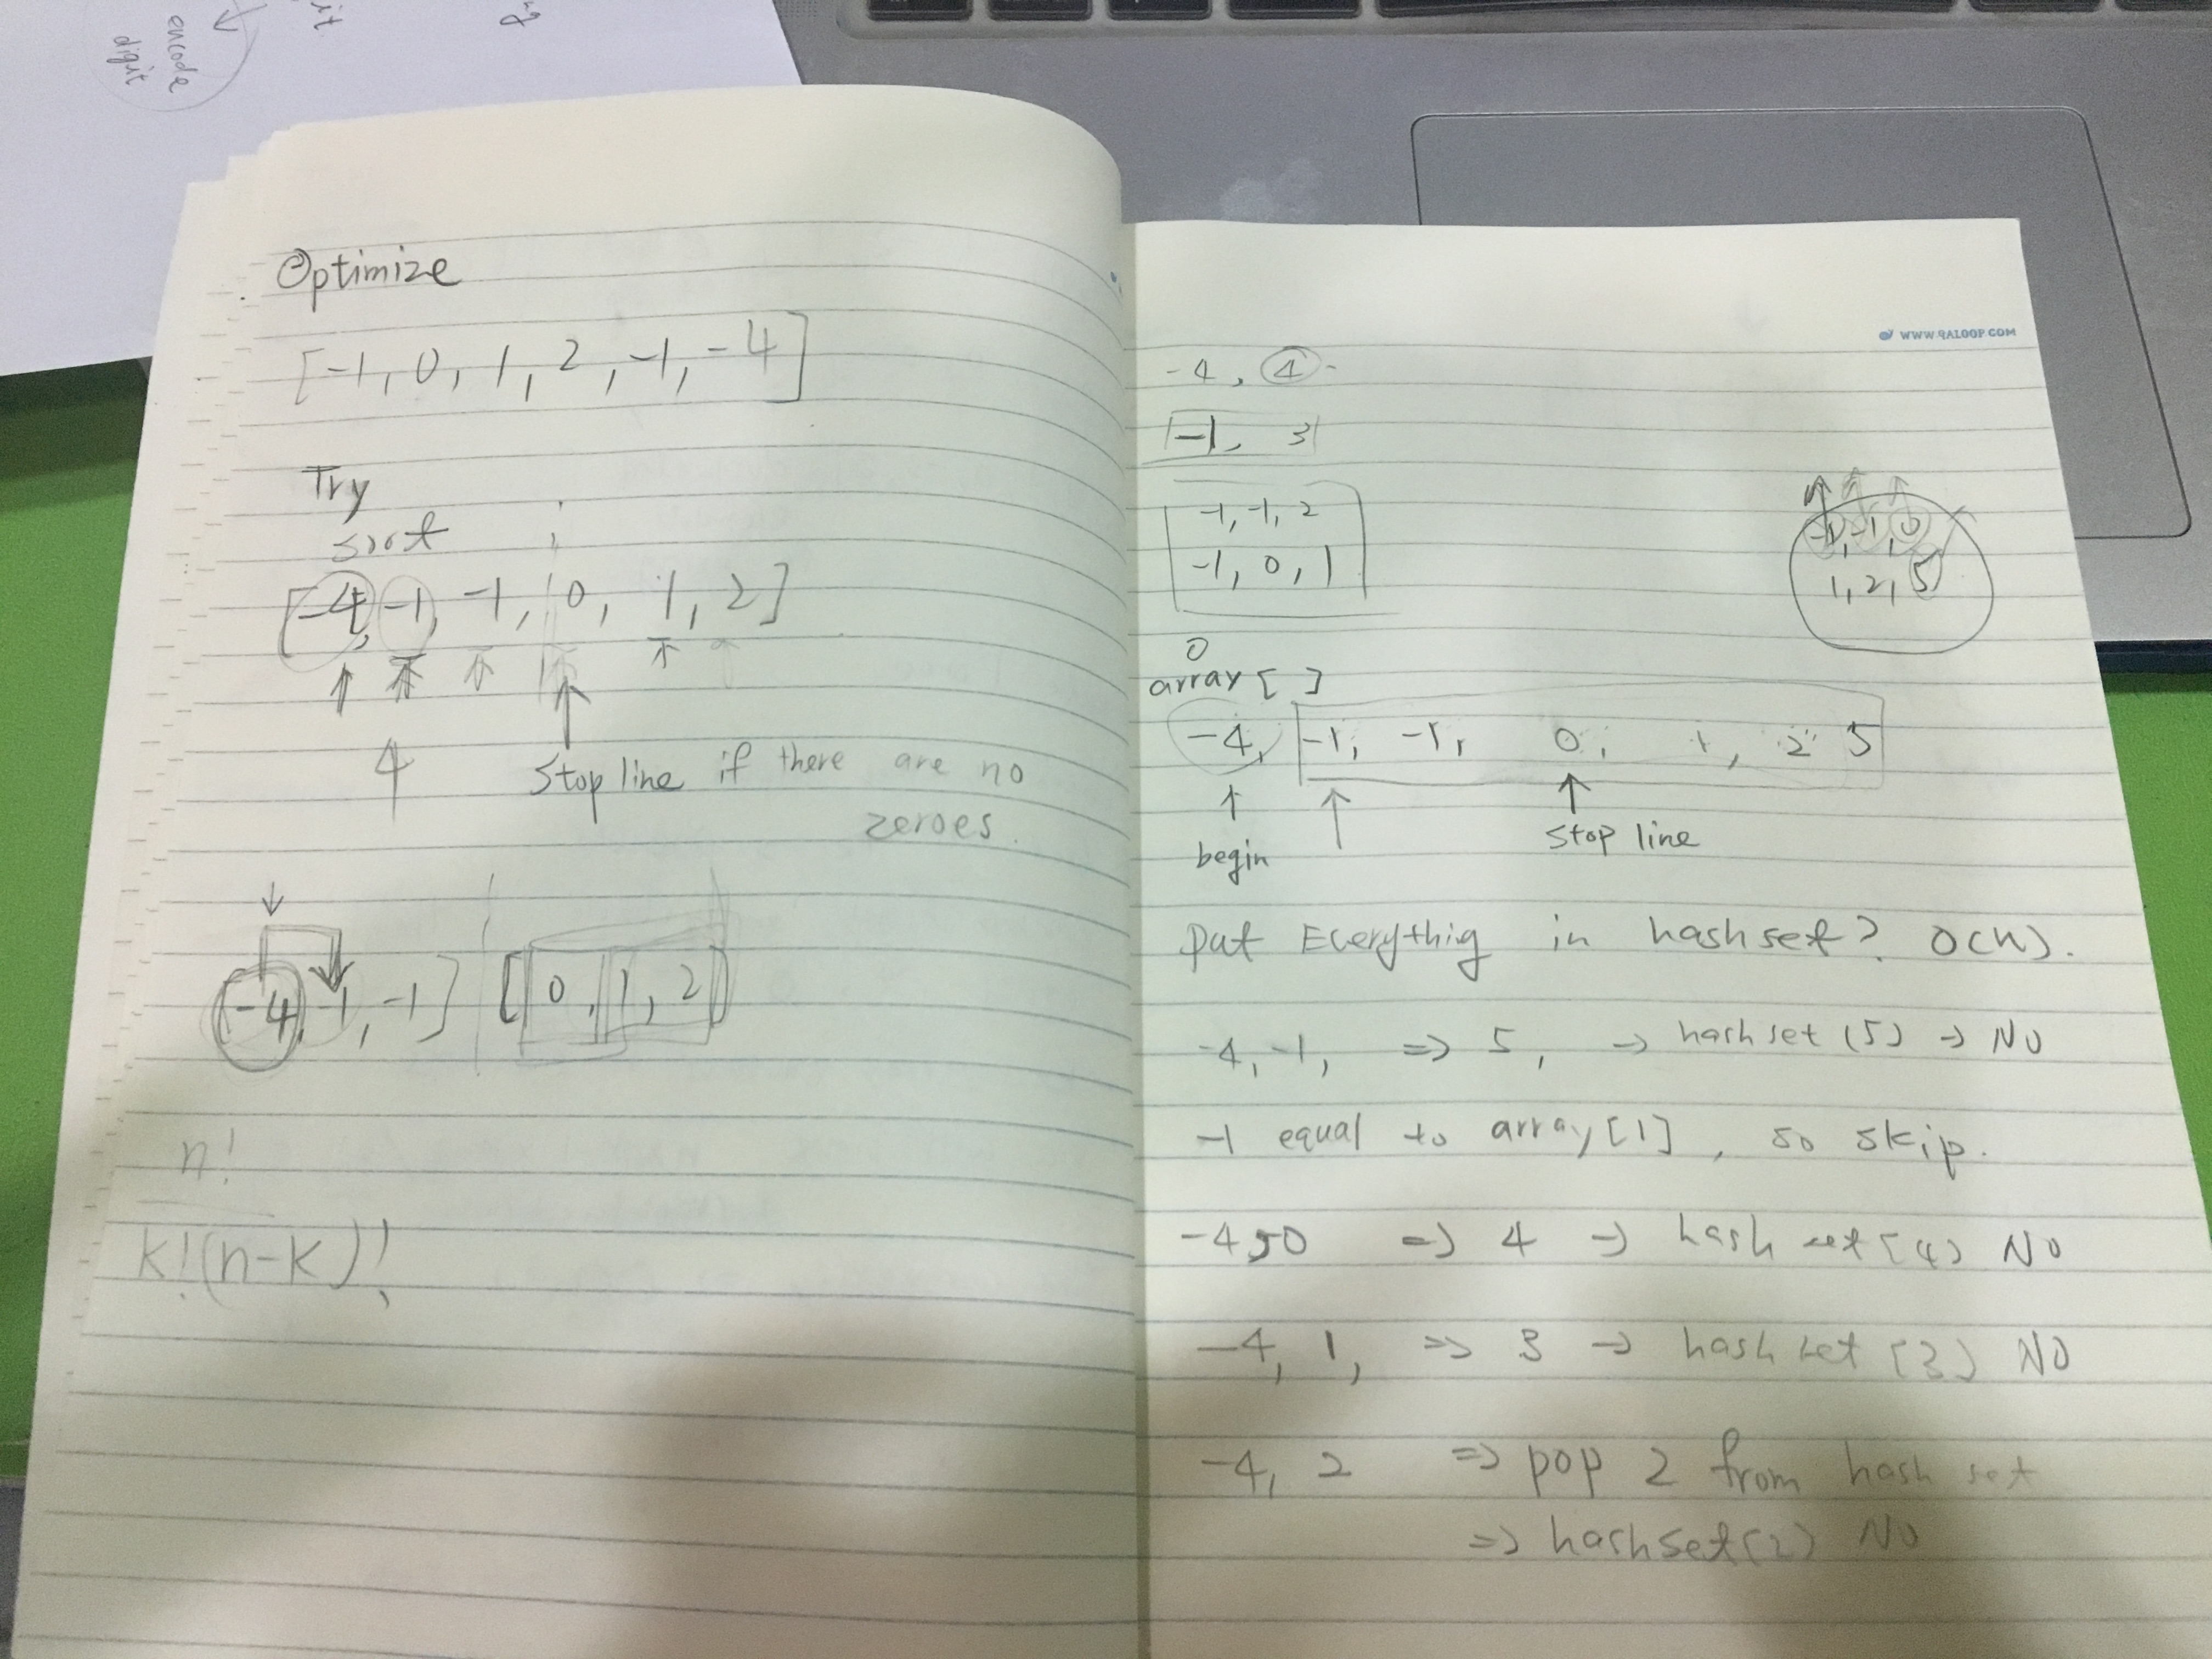 encode
digit
it
Optimize
[-1, 0, 1, 2, -1, -4]
Try
sort
[-4, -1, -1, 0, 1, 2]
4
Stop line if there are no
zeroes.
[-4, -1, -1] [0, 1, 2]
n!
k!(n-k)!
WWW.9ALOOP.COM
-4, 4
-1, 3
-1, -1, 2
-1, 0, 1
-1, -1, 0
1, 2, 5
0
array [ ]
-4, -1, -1, 0, 1, 2 5
begin
stop line
put Everythig in hashset? O(N).
-4, -1, => 5, -> hashset (5) -> NO
-1 equal to array[1], so skip.
-4,0 => 4 -> hash set (4) NO
-4, 1, => 3 -> hash set (3) NO
-4, 2 => pop 2 from hash set
=> hashset(2) NO